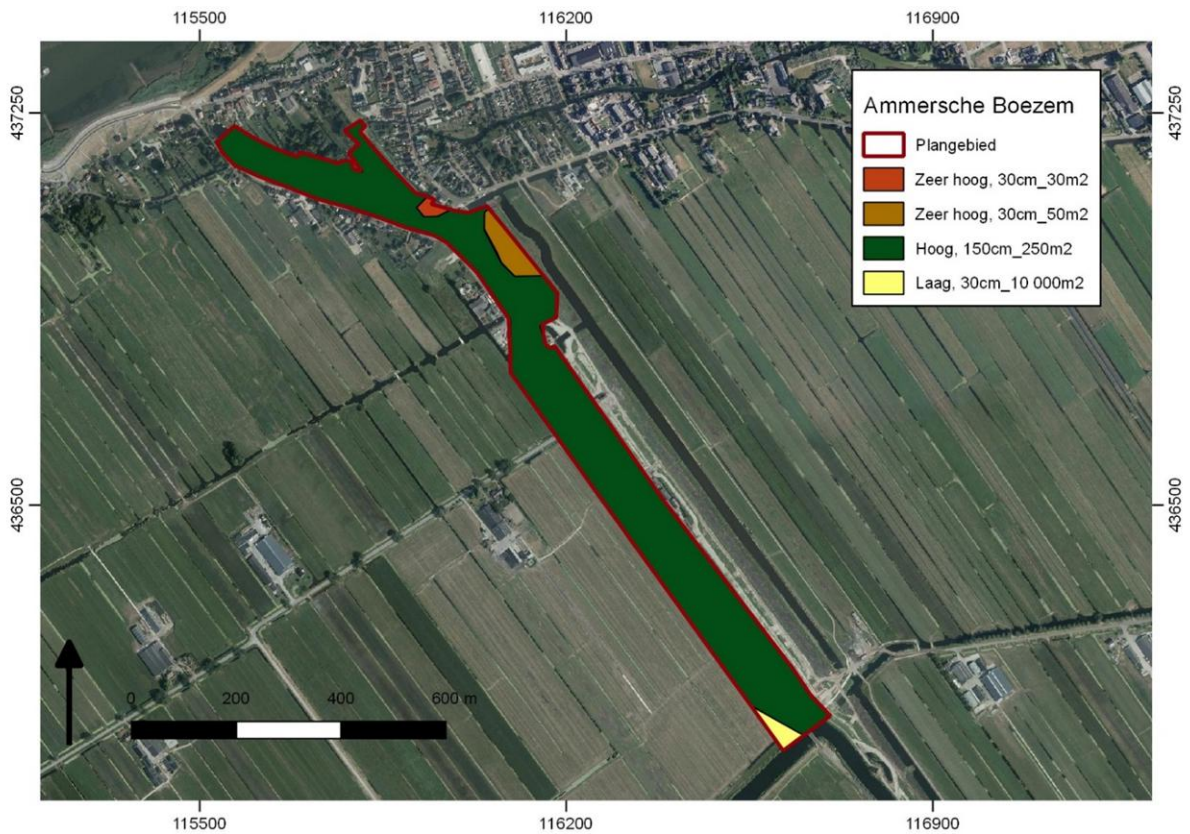 115500 116200 116900
437250 437250
Ammersche Boezem
Plangebied
Zeer hoog, 30cm_30m2
Zeer hoog, 30cm_50m2
Hoog, 150cm_250m2
Laag, 30cm_10 000m2
436500 436500
0 200 400 600 m
115500 116200 116900